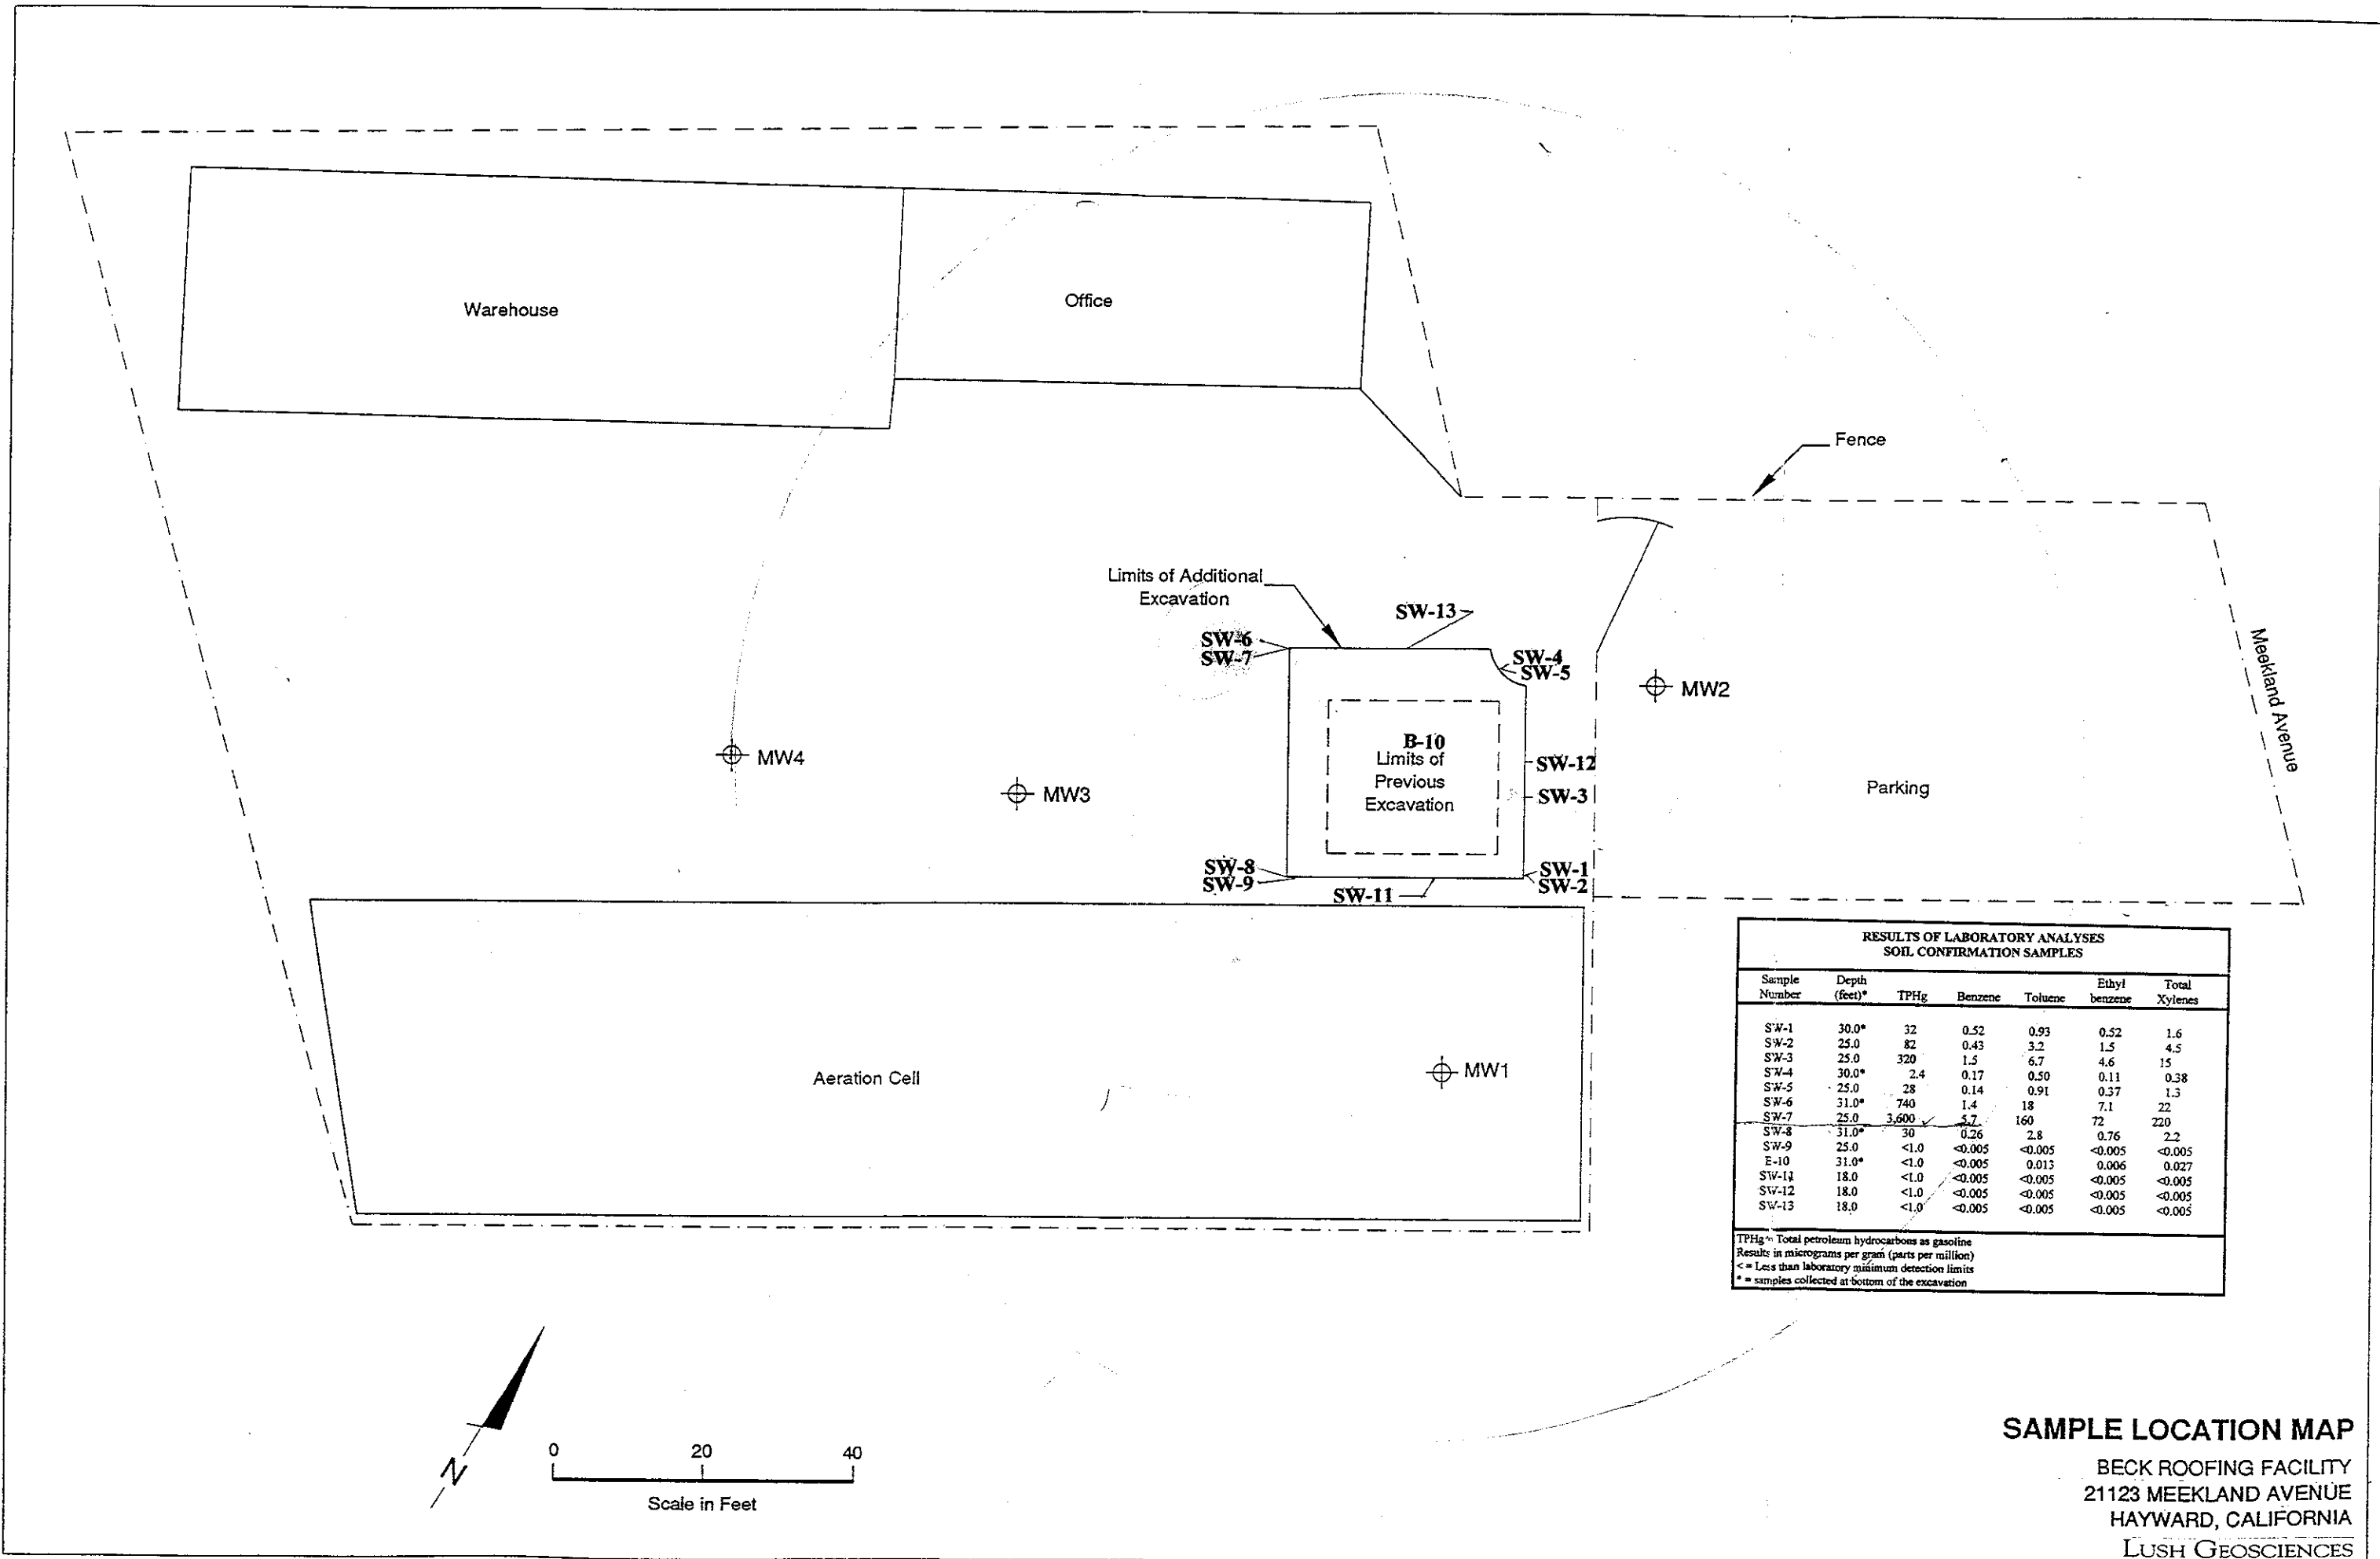 Warehouse
Office
Fence
Limits of Additional
Excavation
SW-13
SW-6
SW-7
SW-4
SW-5
MW2
Meekland Avenue
B-10
Limits of
Previous
Excavation
SW-12
SW-3
MW4
MW3
Parking
SW-8
SW-9
SW-11
SW-1
SW-2
Aeration Cell
MW1
RESULTS OF LABORATORY ANALYSES
SOIL CONFIRMATION SAMPLES
Sample Number Depth (feet)* TPHg Benzene Toluene Ethyl benzene Total Xylenes
SW-1 30.0* 32 0.52 0.93 0.52 1.6
SW-2 25.0 82 0.43 3.2 1.5 4.5
SW-3 25.0 320 1.5 6.7 4.6 15
SW-4 30.0* 2.4 0.17 0.50 0.11 0.38
SW-5 25.0 28 0.14 0.91 0.37 1.3
SW-6 31.0* 740 1.4 18 7.1 22
SW-7 25.0 3,600 5.7 160 72 220
SW-8 31.0* 30 0.26 2.8 0.76 2.2
SW-9 25.0 <1.0 <0.005 <0.005 <0.005 <0.005
E-10 31.0* <1.0 <0.005 0.013 0.006 0.027
SW-11 18.0 <1.0 <0.005 <0.005 <0.005 <0.005
SW-12 18.0 <1.0 <0.005 <0.005 <0.005 <0.005
SW-13 18.0 <1.0 <0.005 <0.005 <0.005 <0.005
TPHg = Total petroleum hydrocarbons as gasoline
Results in micrograms per gram (parts per million)
< = Less than laboratory minimum detection limits
* = samples collected at bottom of the excavation
N
0 20 40
Scale in Feet
SAMPLE LOCATION MAP
BECK ROOFING FACILITY
21123 MEEKLAND AVENUE
HAYWARD, CALIFORNIA
LUSH GEOSCIENCES